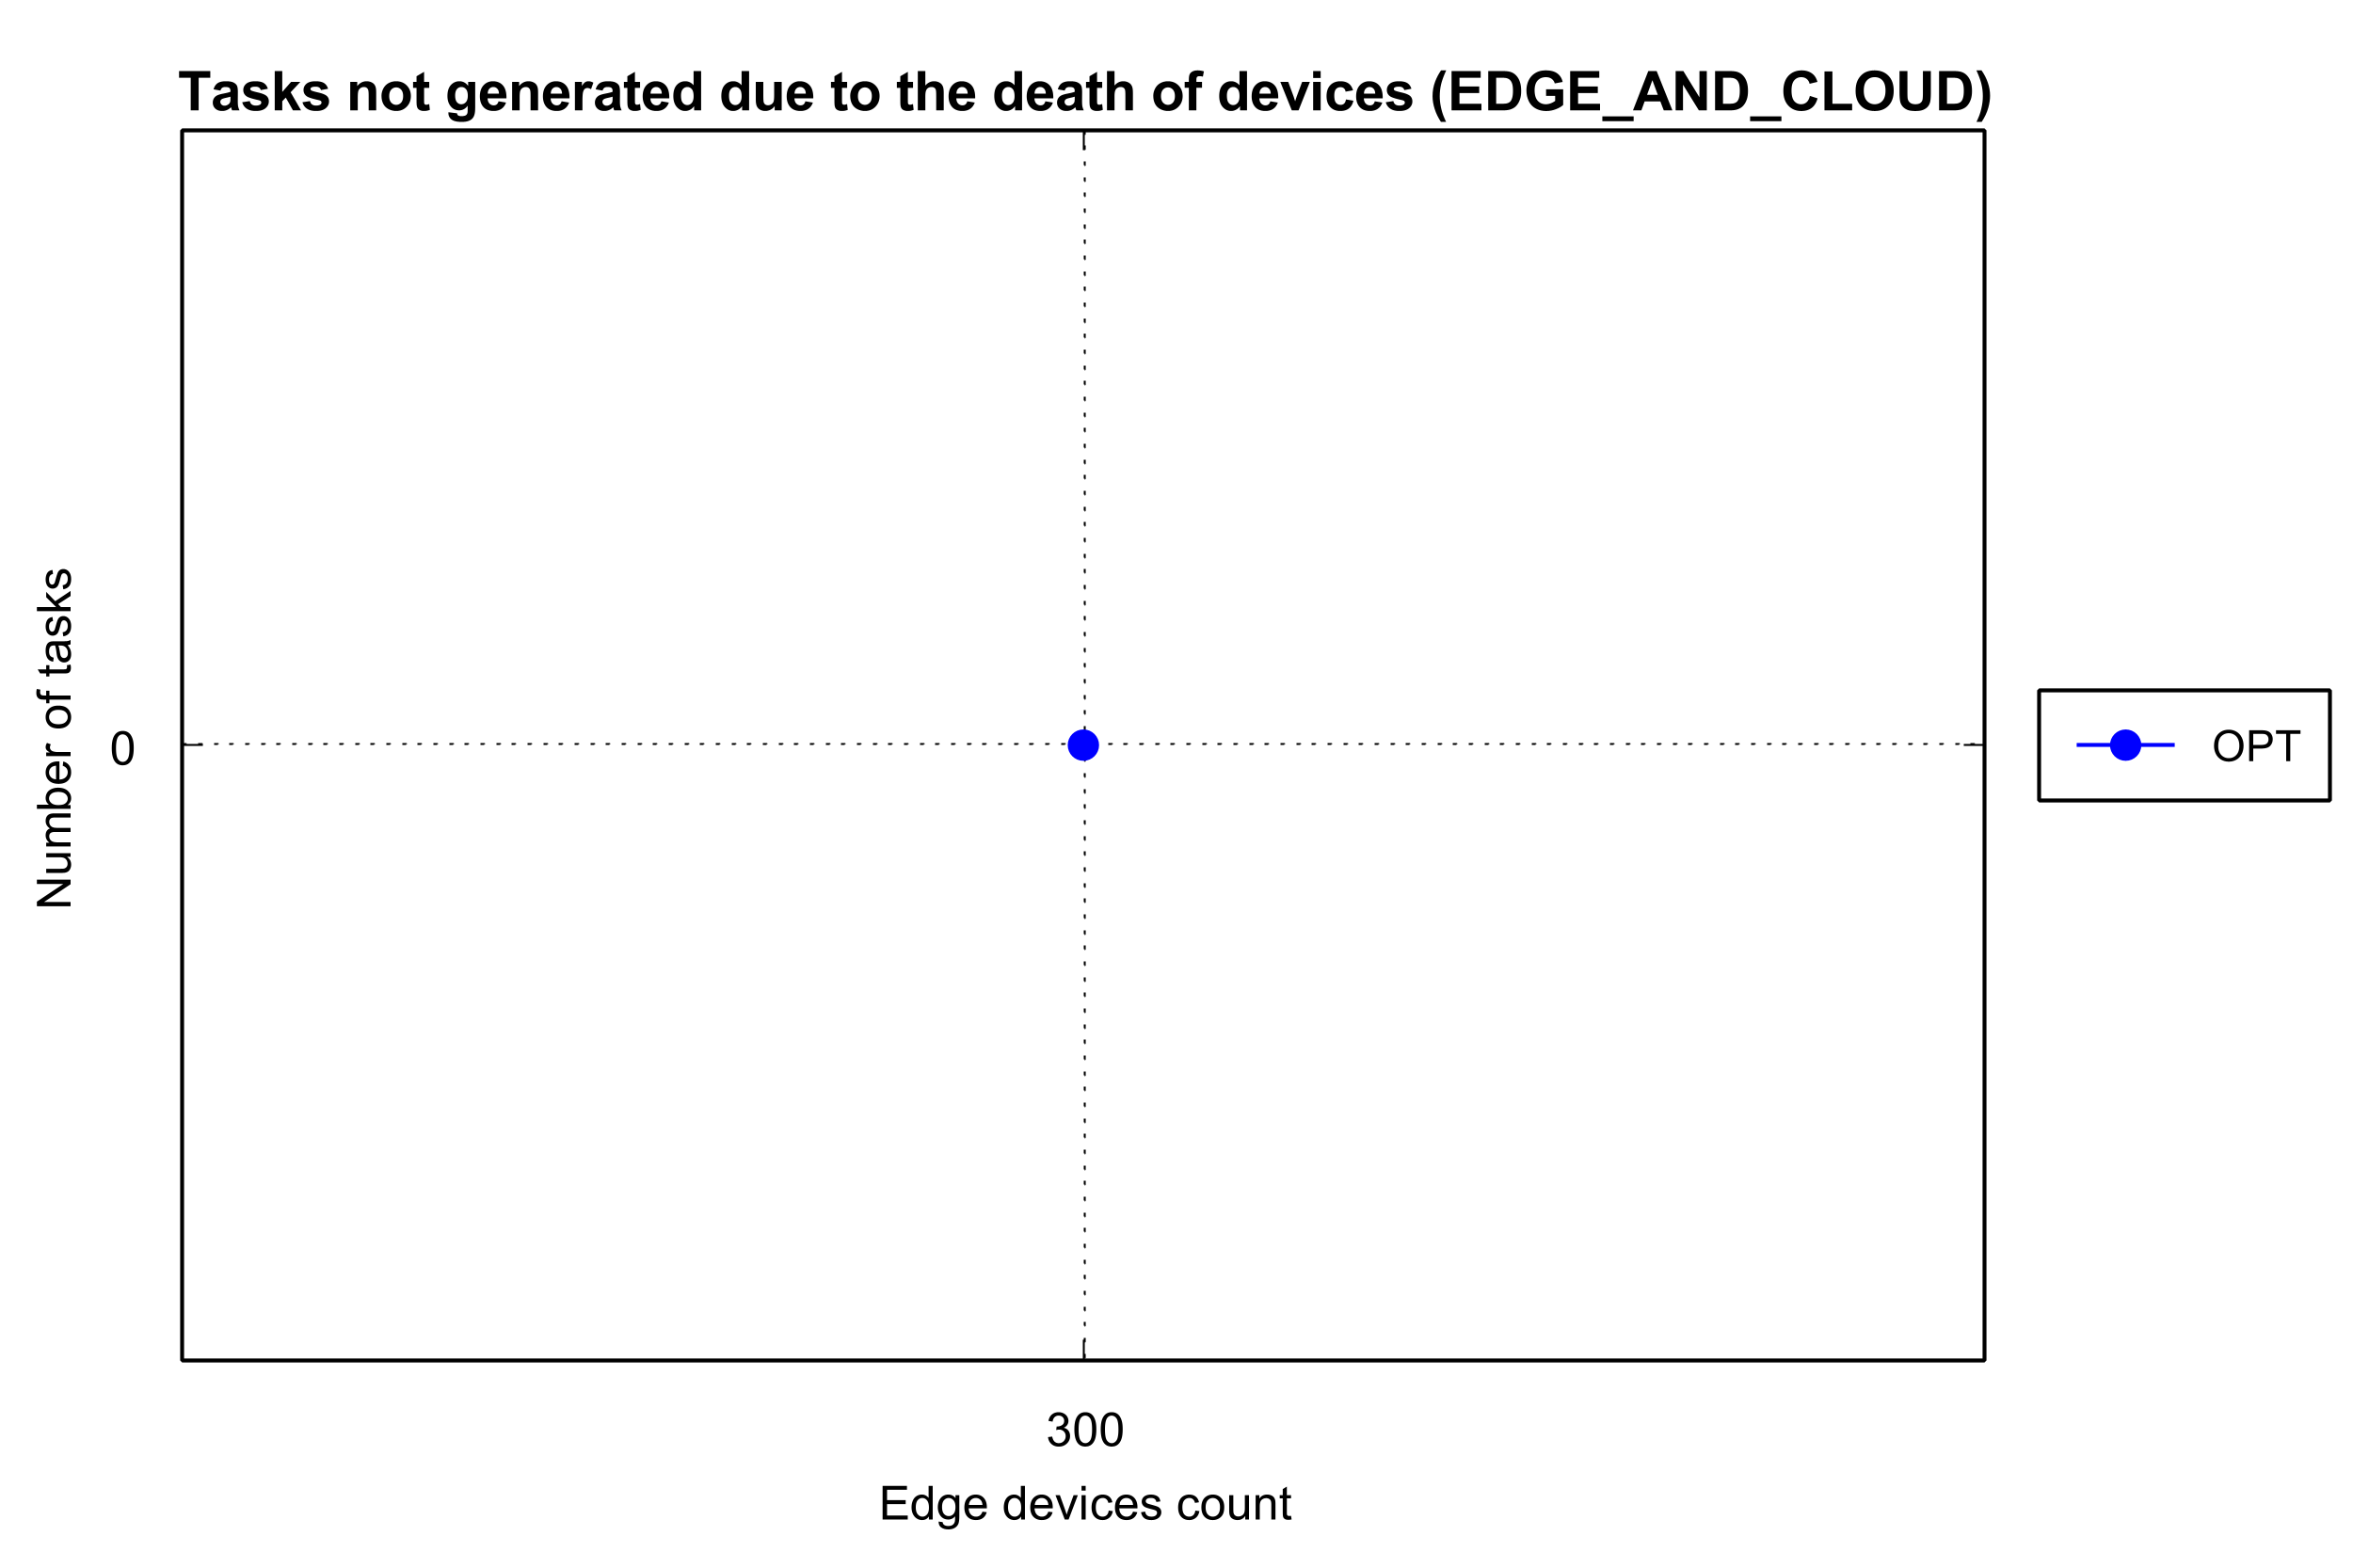 Tasks not generated due to the death of devices (EDGE_AND_CLOUD)
Number of tasks
0
OPT
300
Edge devices count